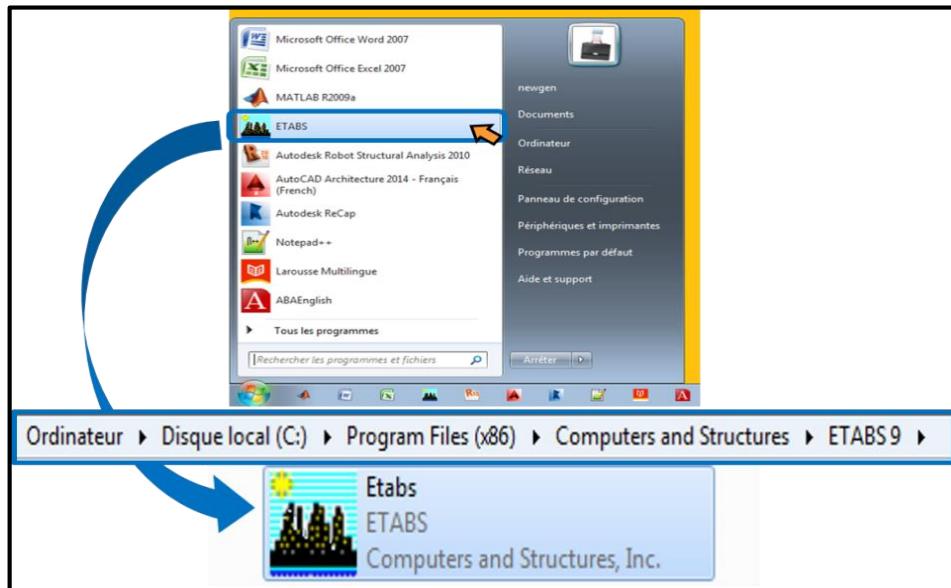 Microsoft Office Word 2007
Microsoft Office Excel 2007
MATLAB R2009a
ETABS
Autodesk Robot Structural Analysis 2010
AutoCAD Architecture 2014 - Français
(French)
Autodesk ReCap
Notepad++
Larousse Multilingue
ABAEnglish
Tous les programmes
Rechercher les programmes et fichiers
newgen
Documents
Ordinateur
Réseau
Panneau de configuration
Périphériques et imprimantes
Programmes par défaut
Aide et support
Arrêter
Ordinateur ▸ Disque local (C:) ▸ Program Files (x86) ▸ Computers and Structures ▸ ETABS 9 ▸
Etabs
ETABS
Computers and Structures, Inc.